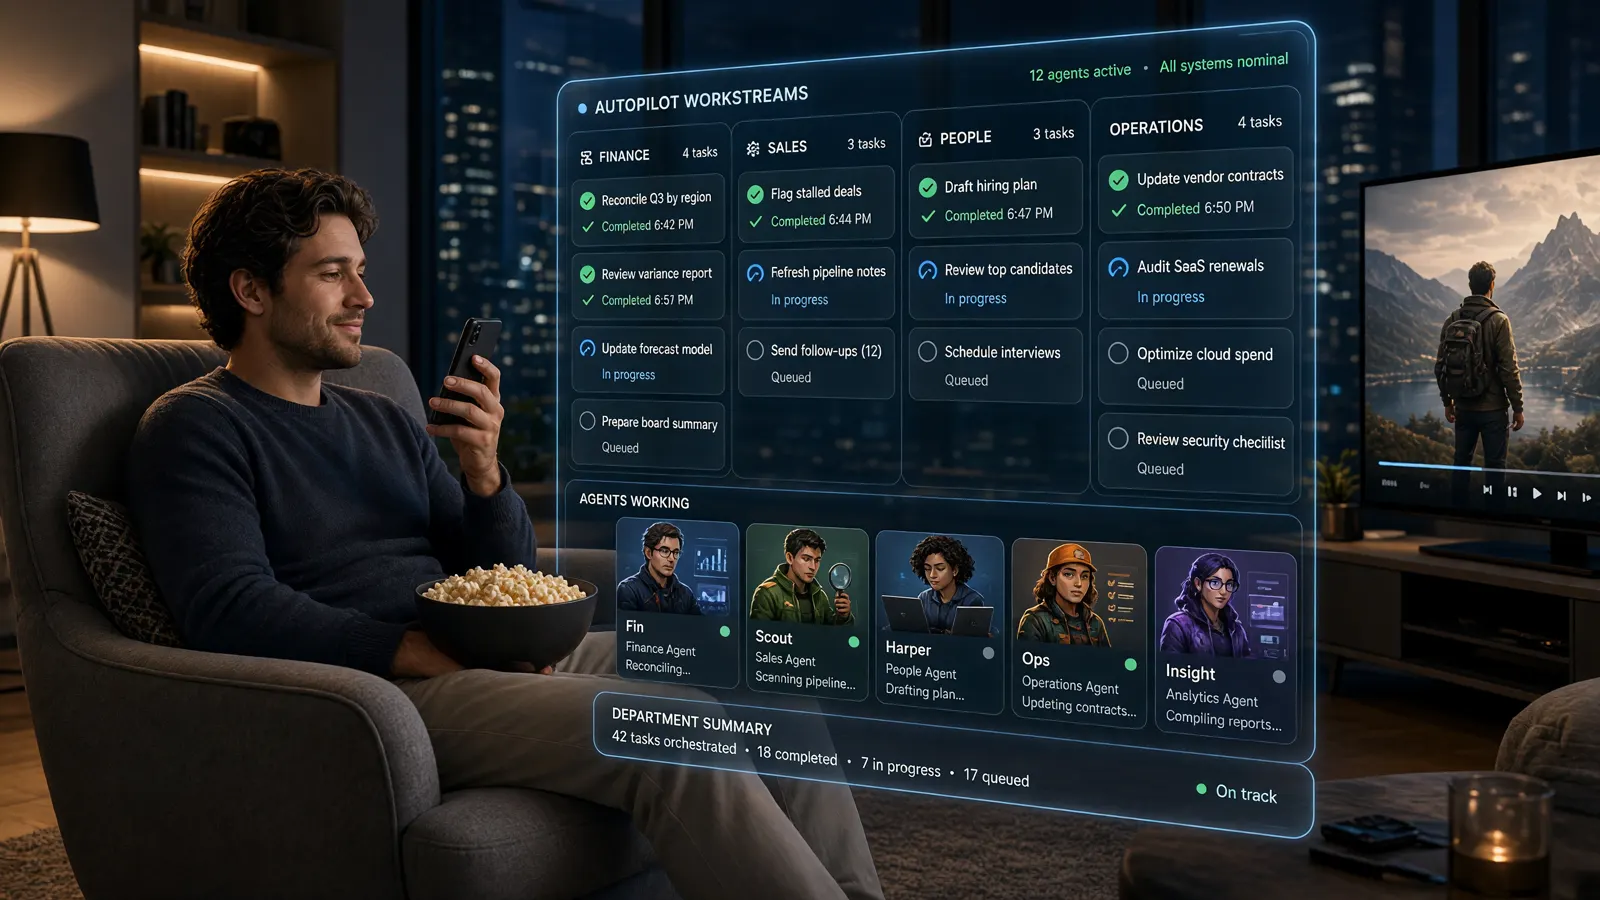 AUTOPILOT WORKSTREAMS
12 agents active • All systems nominal
FINANCE 4 tasks
Reconcile Q3 by region
Completed 6:42 PM
Review variance report
Completed 6:57 PM
Update forecast model
In progress
Prepare board summary
Queued
SALES 3 tasks
Flag stalled deals
Completed 6:44 PM
Fefresh pipeline notes
In progress
Send follow-ups (12)
Queued
PEOPLE 3 tasks
Draft hiring plan
Completed 6:47 PM
Review top candidates
In progress
Schedule interviews
Queued
OPERATIONS 4 tasks
Update vendor contracts
Completed 6:50 PM
Audit SaaS renewals
In progress
Optimize cloud spend
Queued
Review security checilist
Queued
AGENTS WORKING
Fin
Finance Agent
Reconciling...
Scout
Sales Agent
Scanning pipeline...
Harper
People Agent
Drafting plan...
Ops
Operations Agent
Updeting contracts...
Insight
Analytics Agent
Compiling reports...
DEPARTMENT SUMMARY
42 tasks orchestrated • 18 completed • 7 in progress • 17 queued
On track